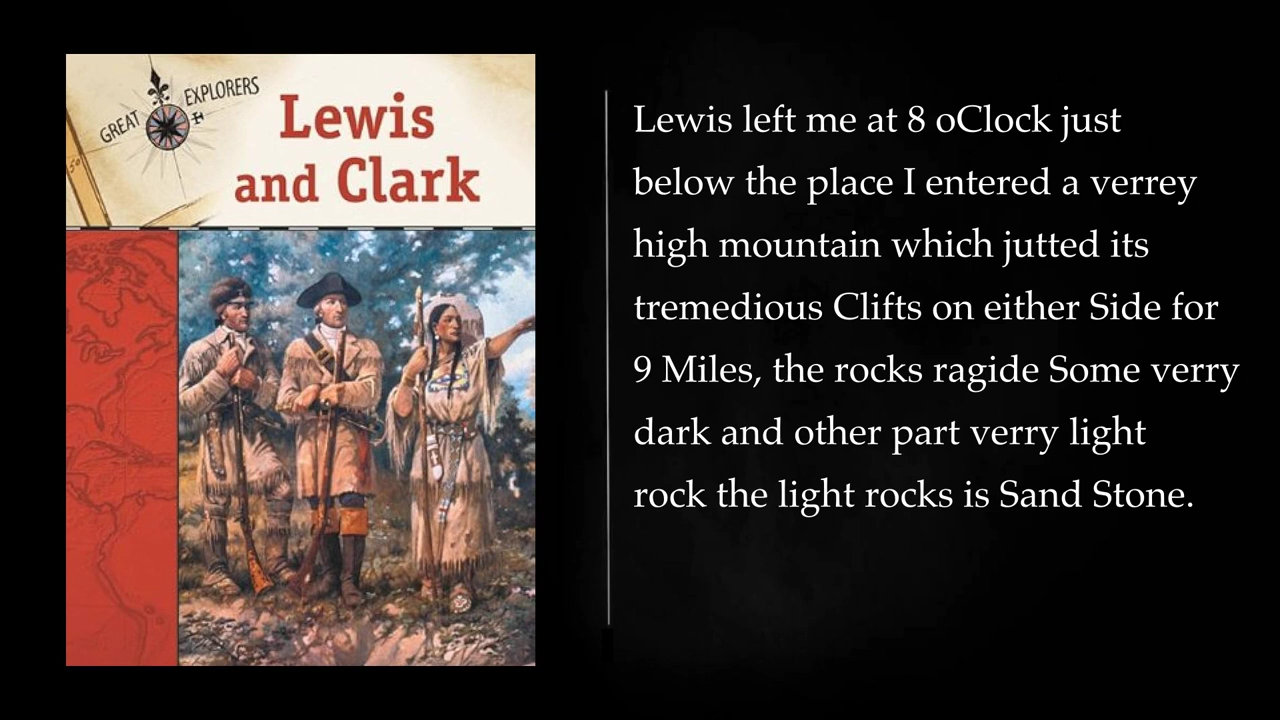 GREAT EXPLORERS
E
Lewis
and Clark
50
Lewis left me at 8 oClock just
below the place I entered a verrey
high mountain which jutted its
tremedious Clifts on either Side for
9 Miles, the rocks ragide Some verry
dark and other part verry light
rock the light rocks is Sand Stone.